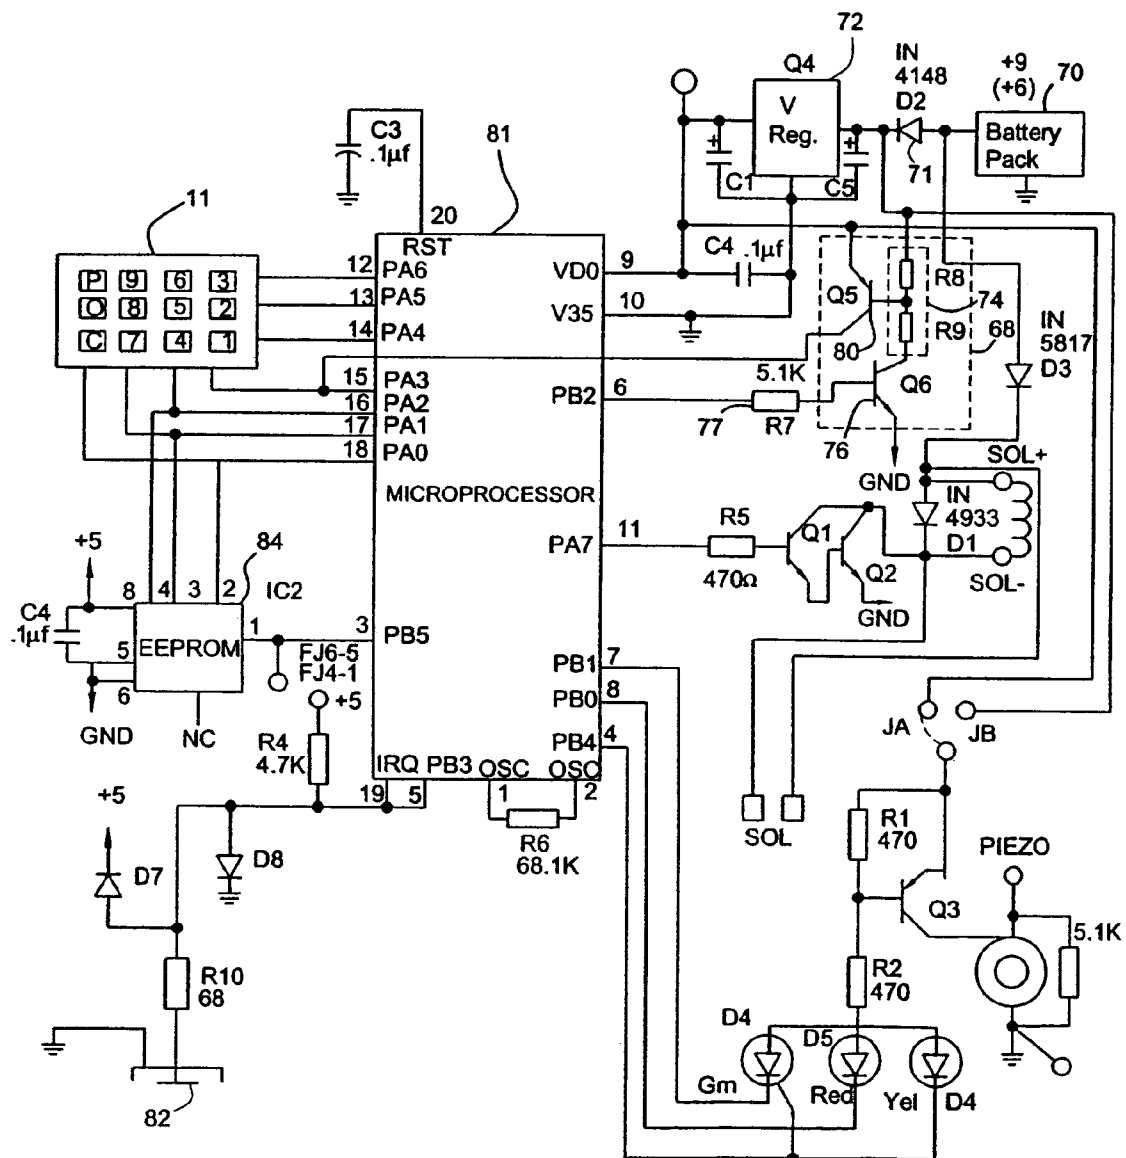 72
IN
4148
D2
+9
(+6)
70
Q4
V
Reg.
Battery
Pack
71
C3
.1µf
81
C1
C5
11
20
RST
C4 .1µf
12
PA6
VD0
9
R8
P 9 6 3
Q5
13
PA5
74
O 8 5 2
V35
10
14
PA4
R9
68
IN
5817
D3
C 7 4 1
80
15
PA3
5.1K
16
PA2
PB2
6
Q6
17
PA1
77
R7
76
18
PA0
GND
SOL+
MICROPROCESSOR
IN
4933
D1
+5
84
PA7
11
R5
Q1
470Ω
Q2
SOL-
8
4
3
2
IC2
GND
C4
.1µf
EEPROM
1
3
PB5
5
FJ6-5
FJ4-1
6
PB1
7
GND
NC
+5
PB0
8
JA
JB
R4
4.7K
PB4
4
IRQ
PB3
OSC
OSC
19
5
1
2
+5
R6
68.1K
SOL
R1
470
D7
D8
PIEZO
Q3
5.1K
R10
68
R2
470
D4
D5
Grn
Red
Yel
D4
82